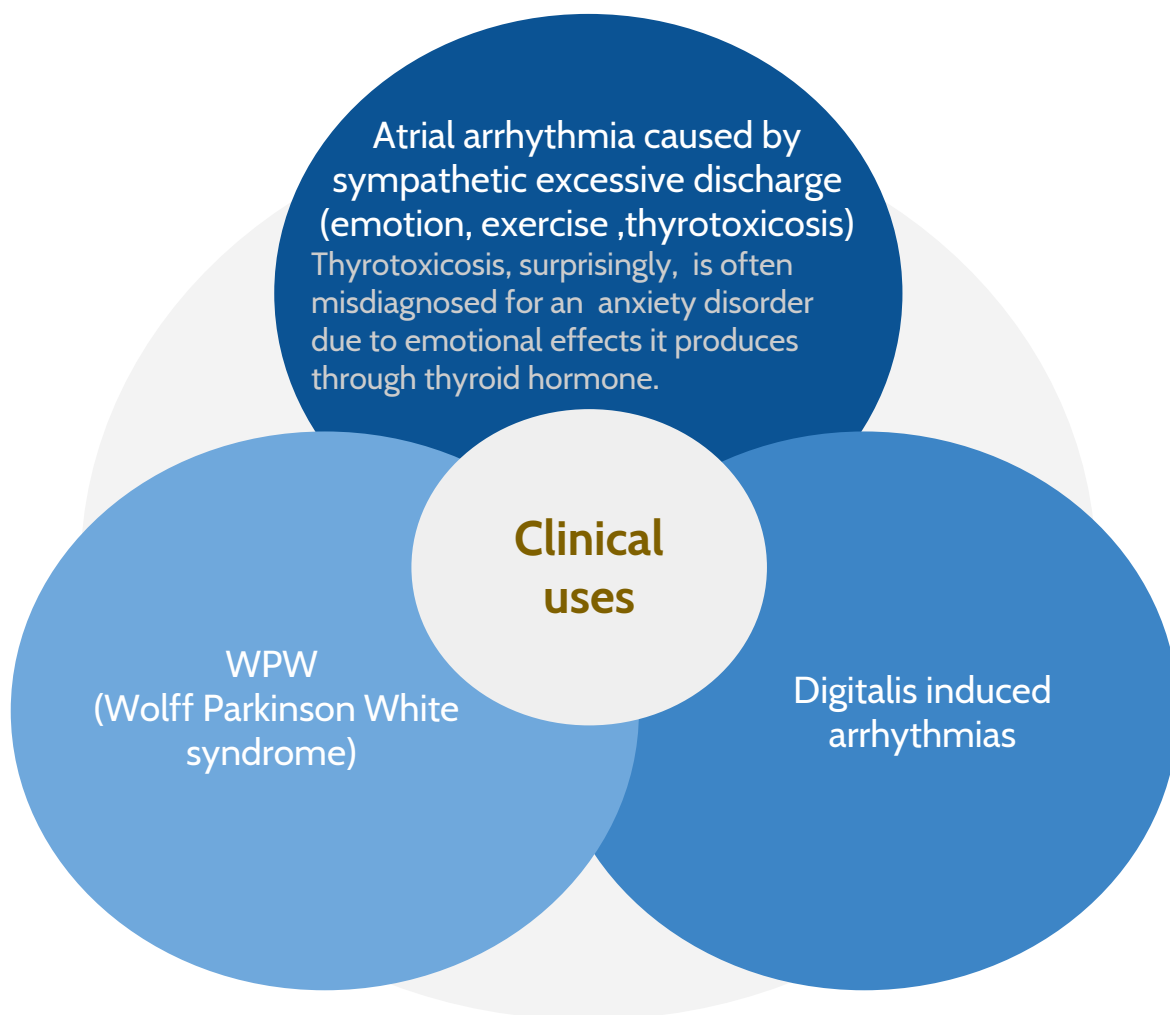 Atrial arrhythmia caused by
sympathetic excessive discharge
(emotion, exercise ,thyrotoxicosis)
Thyrotoxicosis, surprisingly,  is often
misdiagnosed for an  anxiety disorder
due to emotional effects it produces
through thyroid hormone.
Clinical
uses
WPW
(Wolff Parkinson White
syndrome)
Digitalis induced
arrhythmias